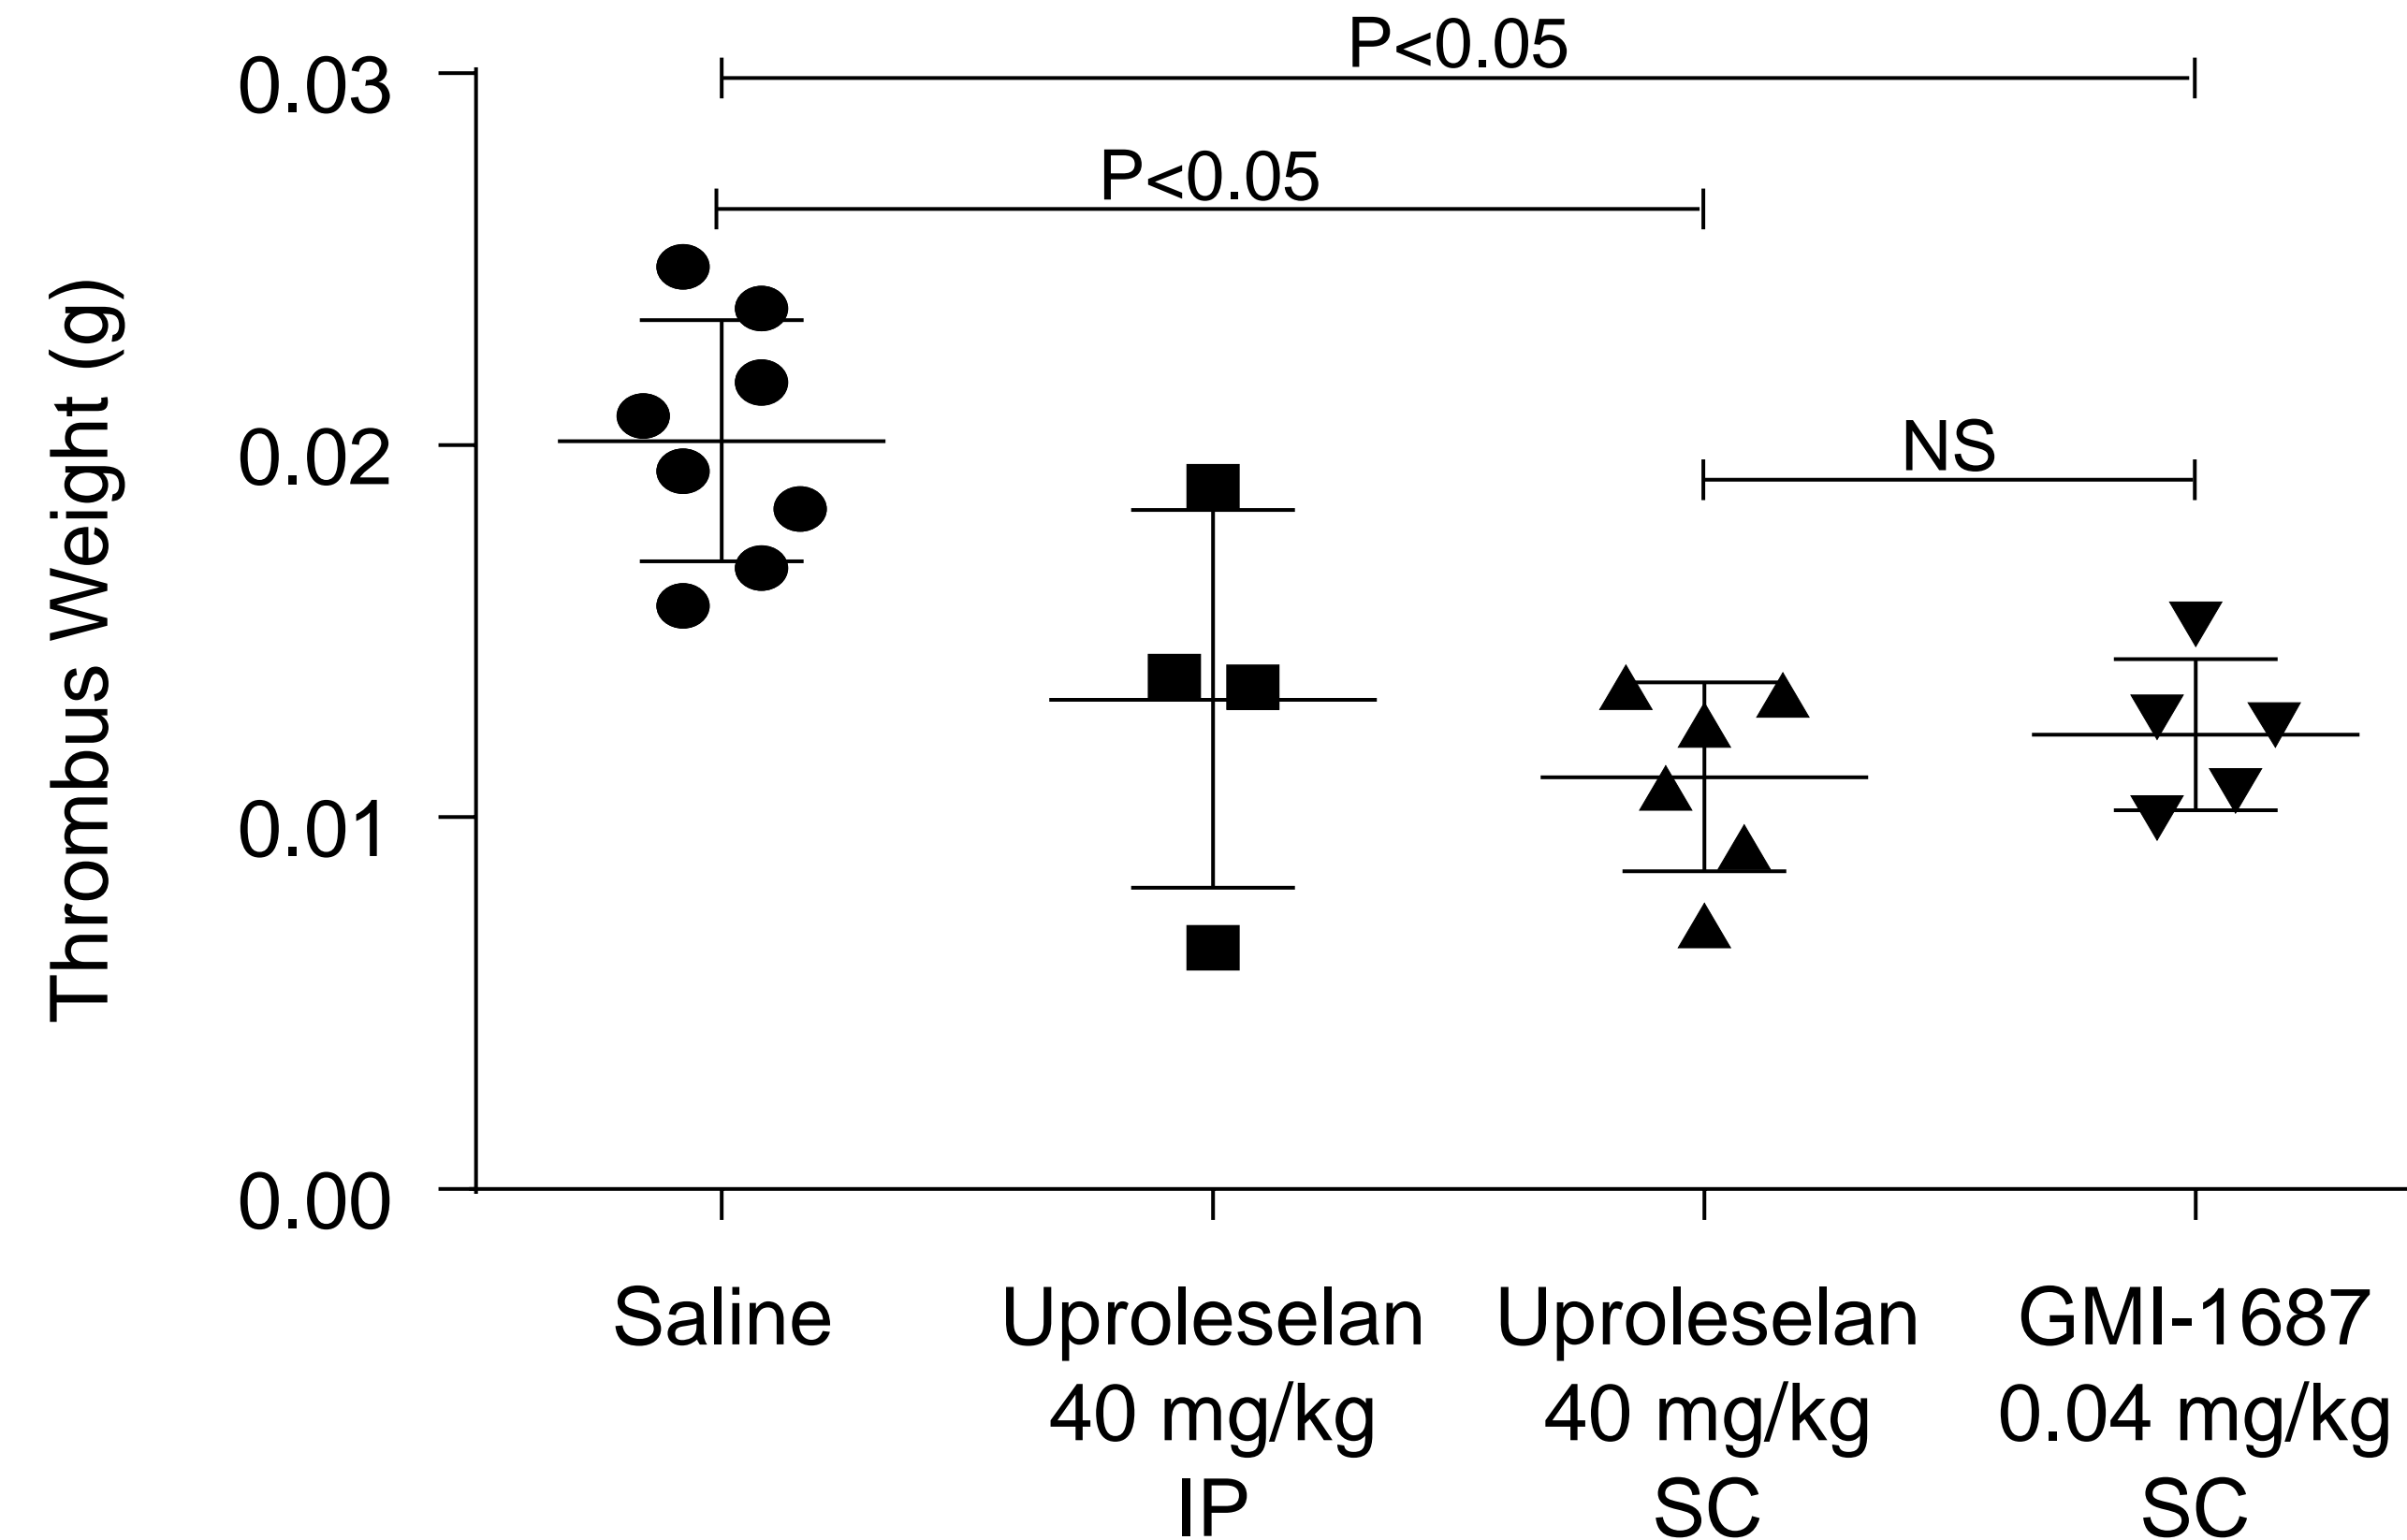 P<0.05
P<0.05
NS
Thrombus Weight (g)
0.03
0.02
0.01
0.00
Saline
Uproleselan
40 mg/kg
IP
Uproleselan
40 mg/kg
SC
GMI-1687
0.04 mg/kg
SC